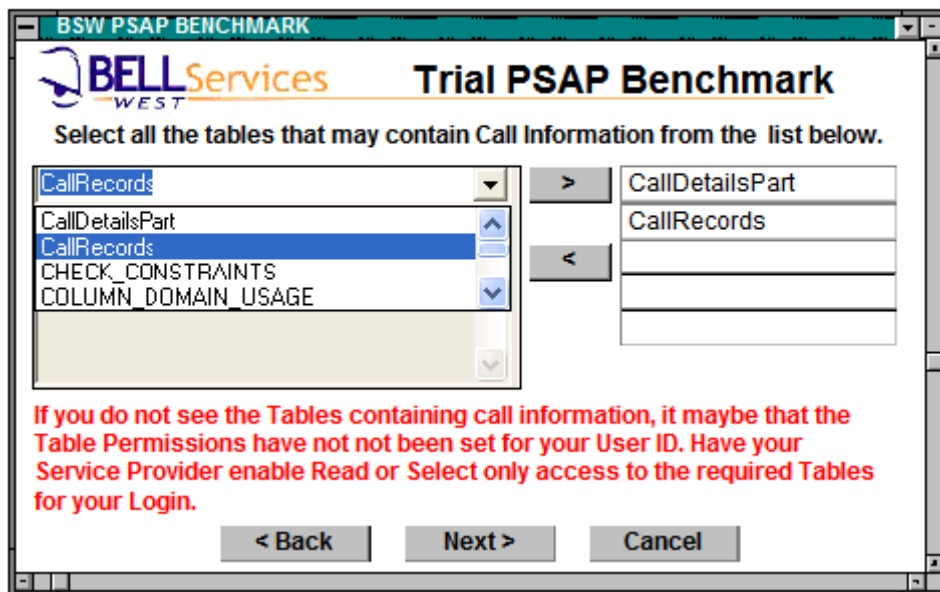 BSW PSAP BENCHMARK
BELLServices
WEST
Trial PSAP Benchmark
Select all the tables that may contain Call Information from the list below.
CallRecords
>
CallDetailsPart
CallDetailsPart
CallRecords
CallRecords
<
CHECK_CONSTRAINTS
COLUMN_DOMAIN_USAGE
If you do not see the Tables containing call information, it maybe that the
Table Permissions have not not been set for your User ID. Have your
Service Provider enable Read or Select only access to the required Tables
for your Login.
< Back
Next >
Cancel